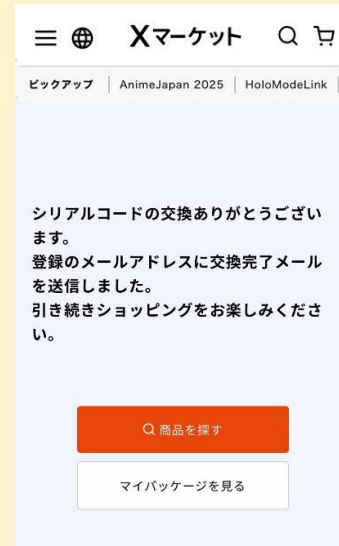 Xマーケット
ピックアップ | AnimeJapan 2025 | HoloModeLink |
シリアルコードの交換ありがとうござい
ます。
登録のメールアドレスに交換完了メール
を送信しました。
引き続きショッピングをお楽しみくださ
い。
商品を探す
マイパッケージを見る